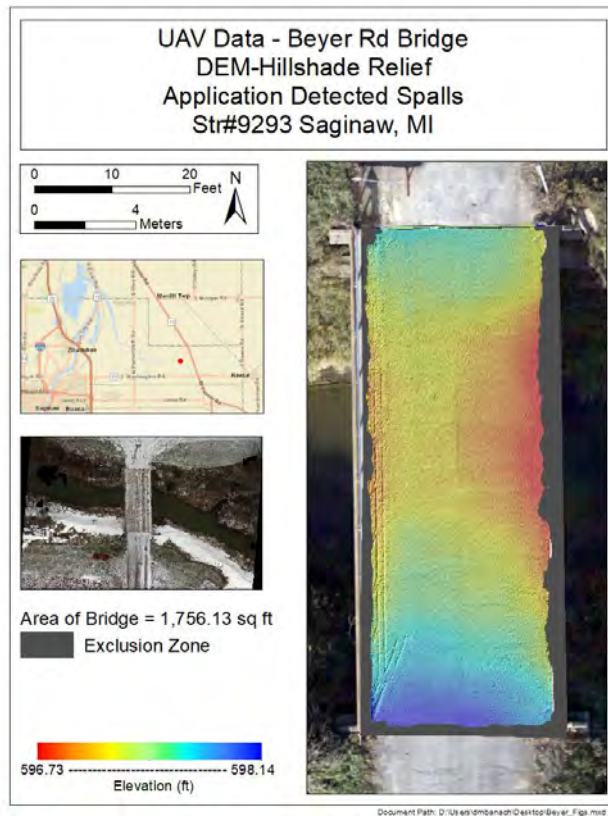 UAV Data - Beyer Rd Bridge
DEM-Hillshade Relief
Application Detected Spalls
Str#9293 Saginaw, MI
0 10 20
Feet
0 4
Meters
N
Area of Bridge = 1,756.13 sq ft
Exclusion Zone
596.73 ---------------------------- 598.14
Elevation (ft)
Document Path: D:\Users\dmbanach\Desktop\Beyer_Figs.mxd